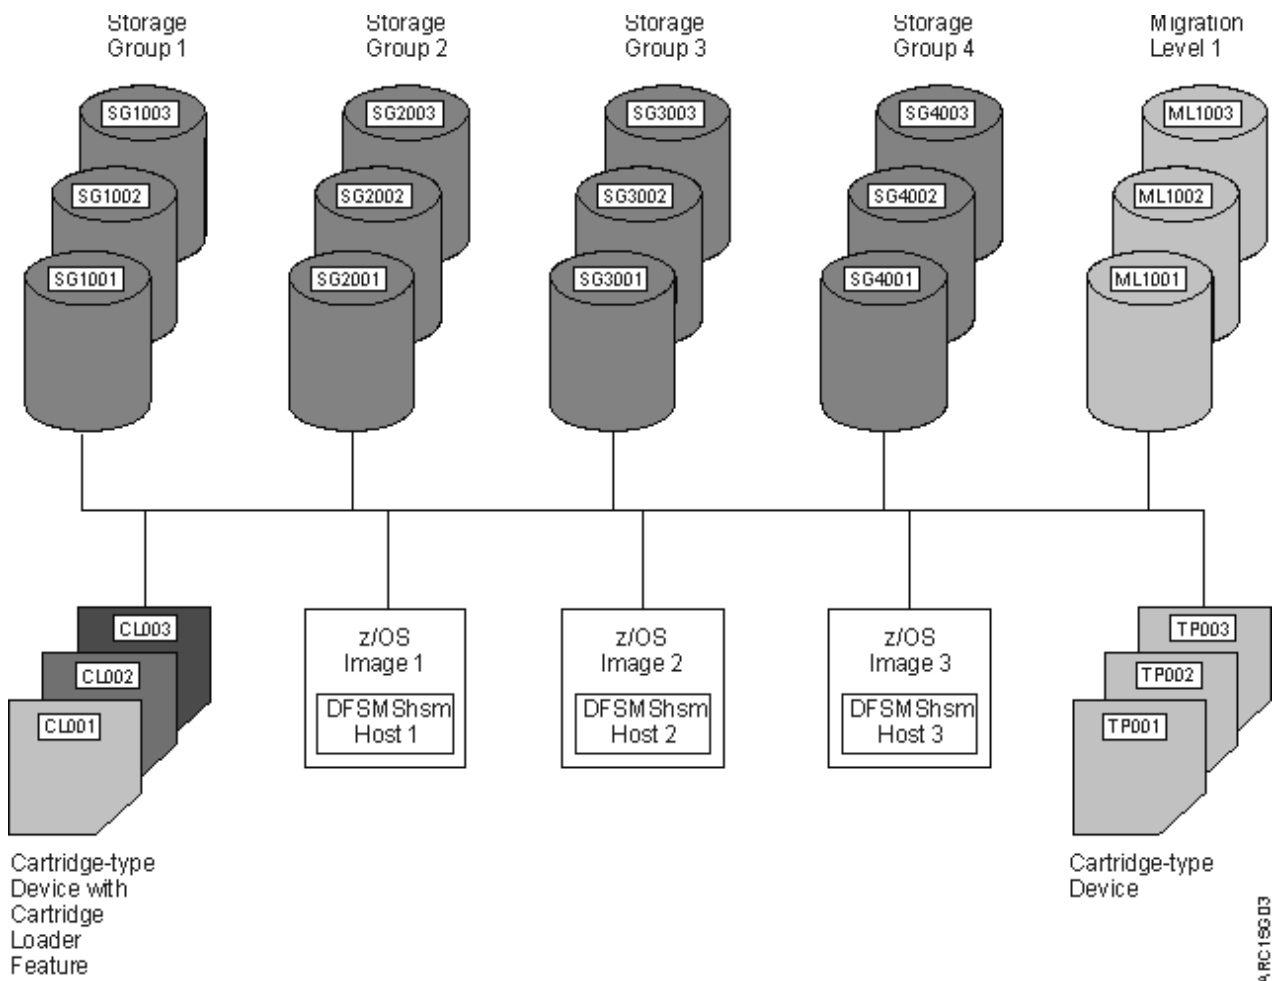 Storage
Group 1
Storage
Group 2
Storage
Group 3
Storage
Group 4
Migration
Level 1
SG1003
SG1002
SG1001
SG2003
SG2002
SG2001
SG3003
SG3002
SG3001
SG4003
SG4002
SG4001
ML1003
ML1002
ML1001
CL003
CL002
CL001
Cartridge-type
Device with
Cartridge
Loader
Feature
z/OS
Image 1
DFSMShsm
Host 1
z/OS
Image 2
DFSMShsm
Host 2
z/OS
Image 3
DFSMShsm
Host 3
TP003
TP002
TP001
Cartridge-type
Device
ARC19G03